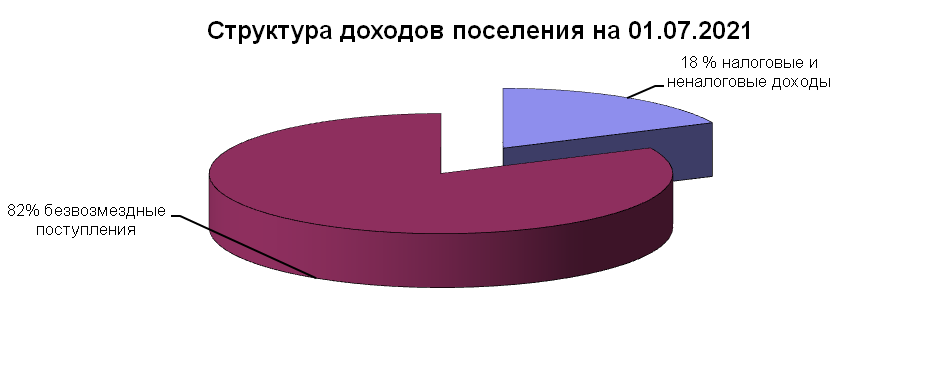 Структура доходов поселения на 01.07.2021
18 % налоговые и
неналоговые доходы
82% безвозмездные
поступления